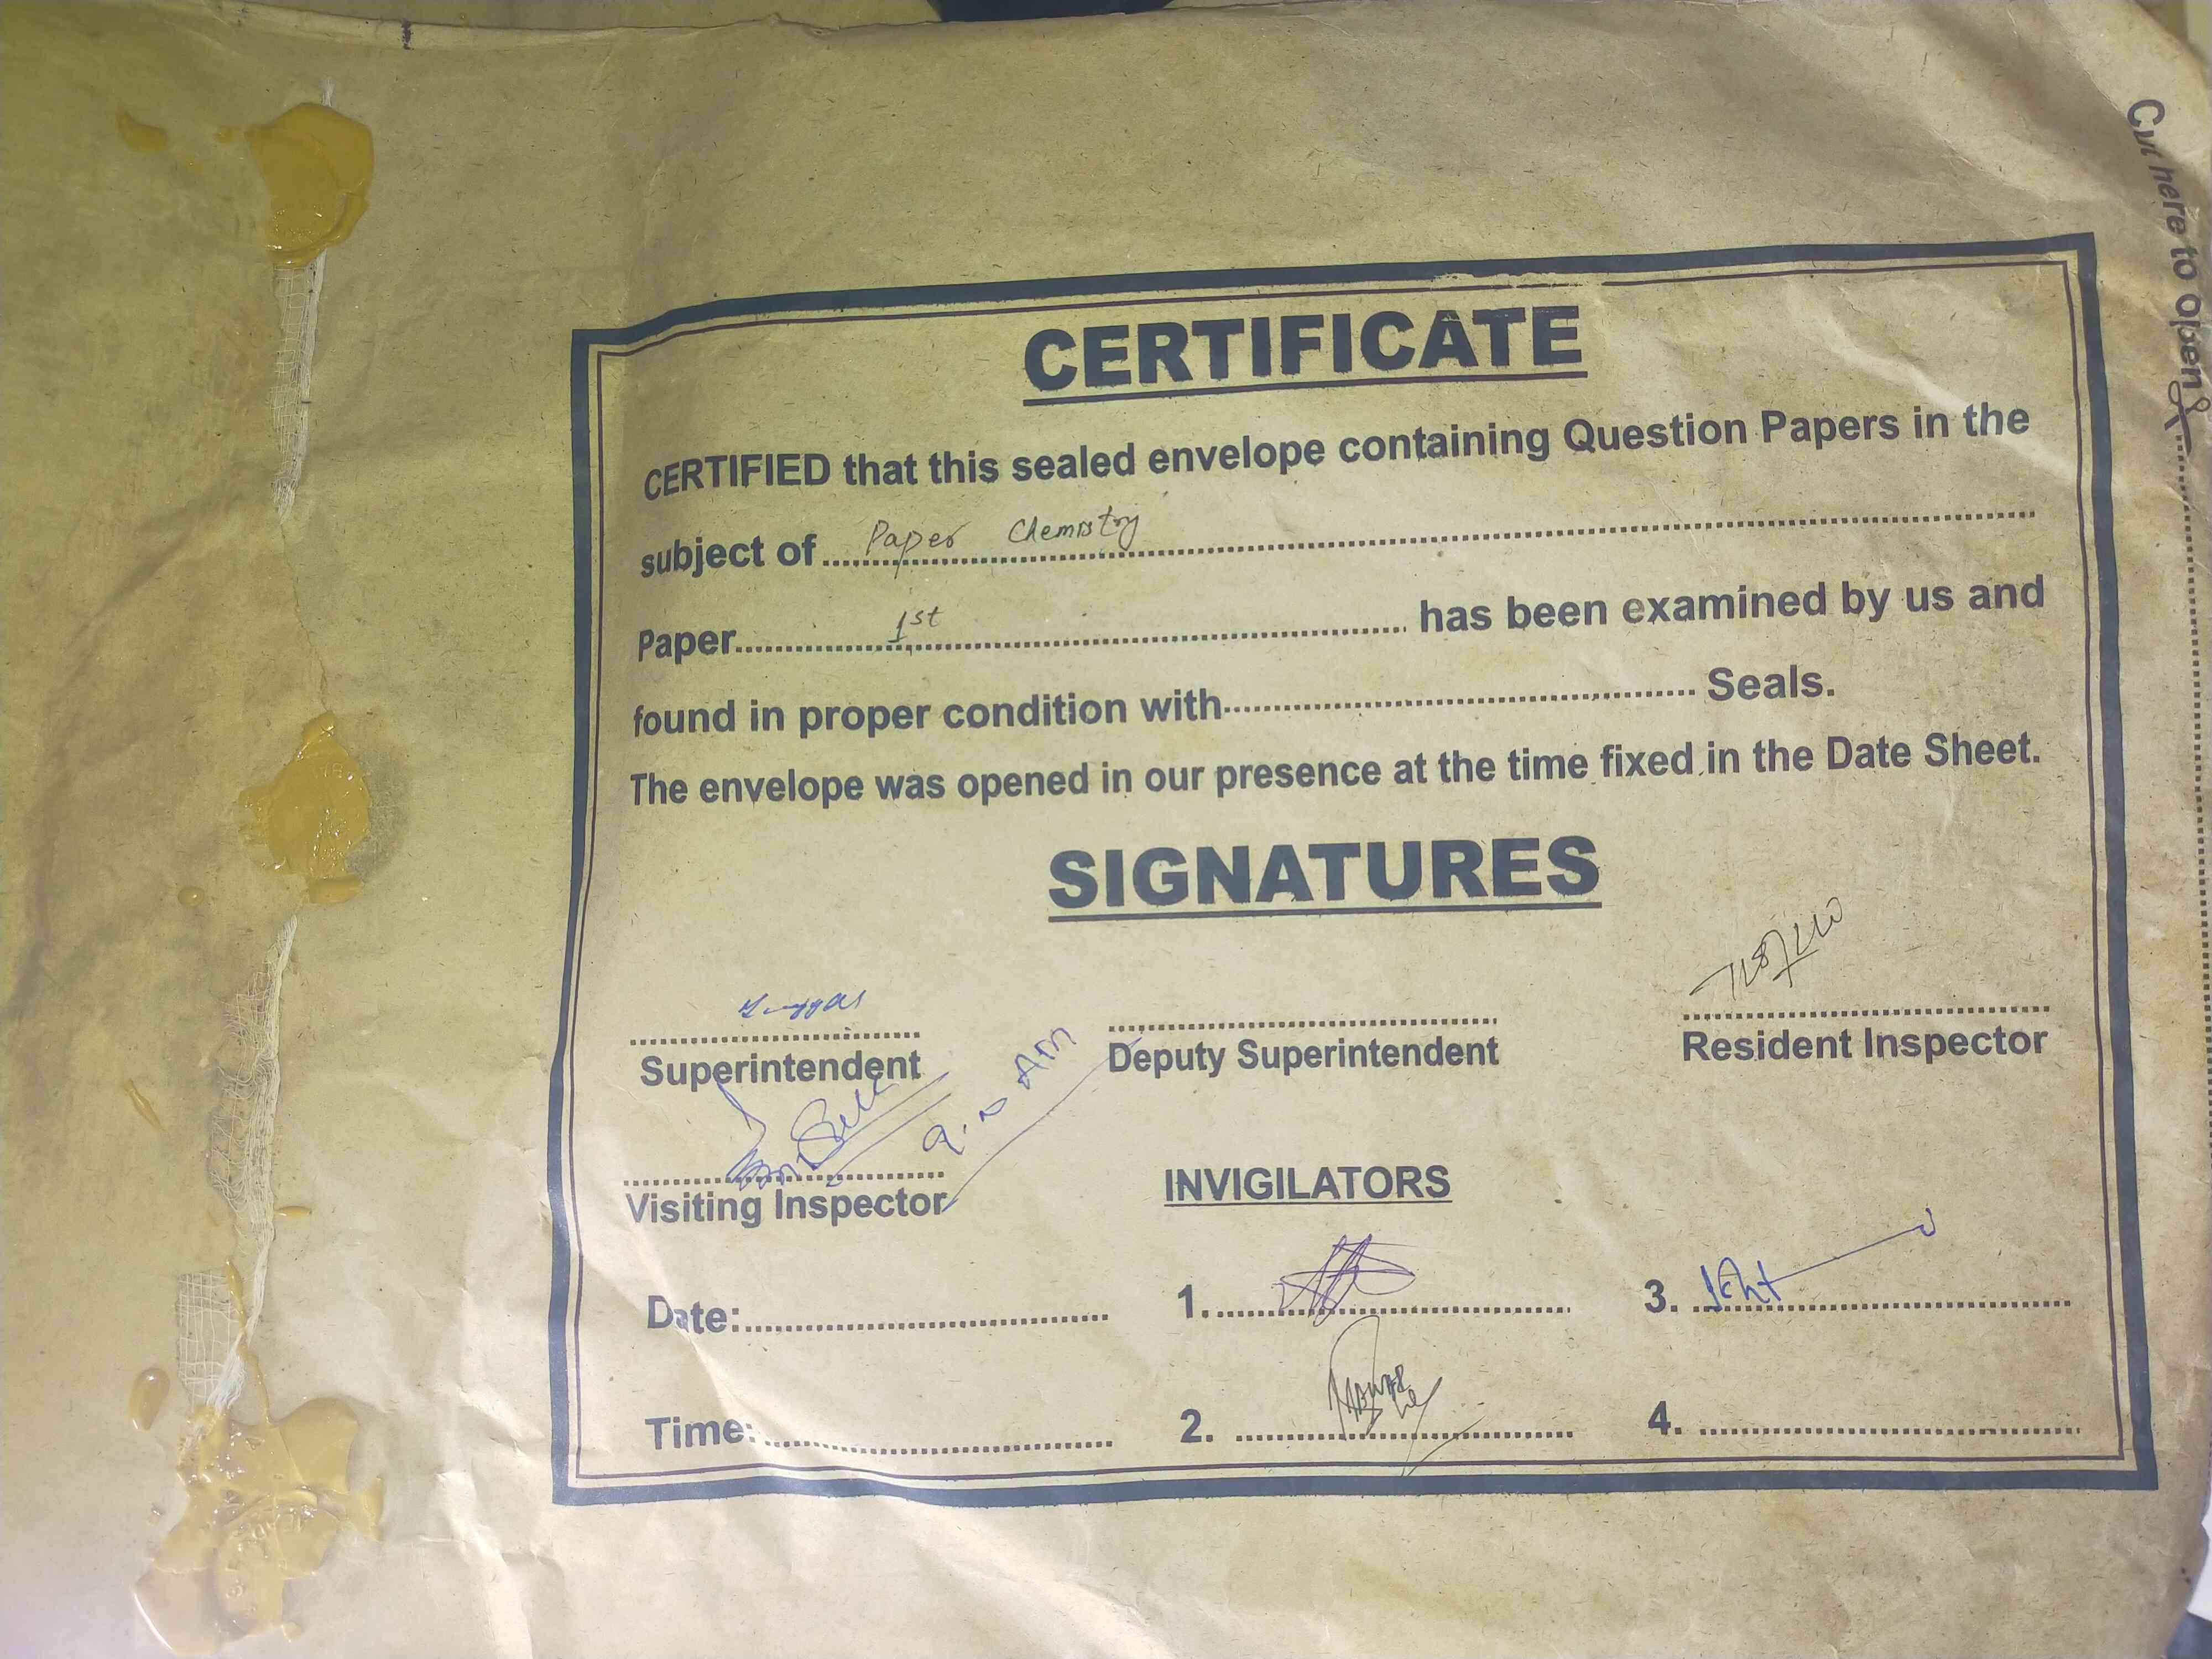 Cut here to open
CERTIFICATE
CERTIFIED that this sealed envelope containing Question Papers in the
subject of Paper Chemistry
Paper 1st has been examined by us and
found in proper condition with Seals.
The envelope was opened in our presence at the time fixed in the Date Sheet.
SIGNATURES
Superintendent Deputy Superintendent Resident Inspector
AM
Visiting Inspector INVIGILATORS
Date: 1. 3.
Time: 2. 4.